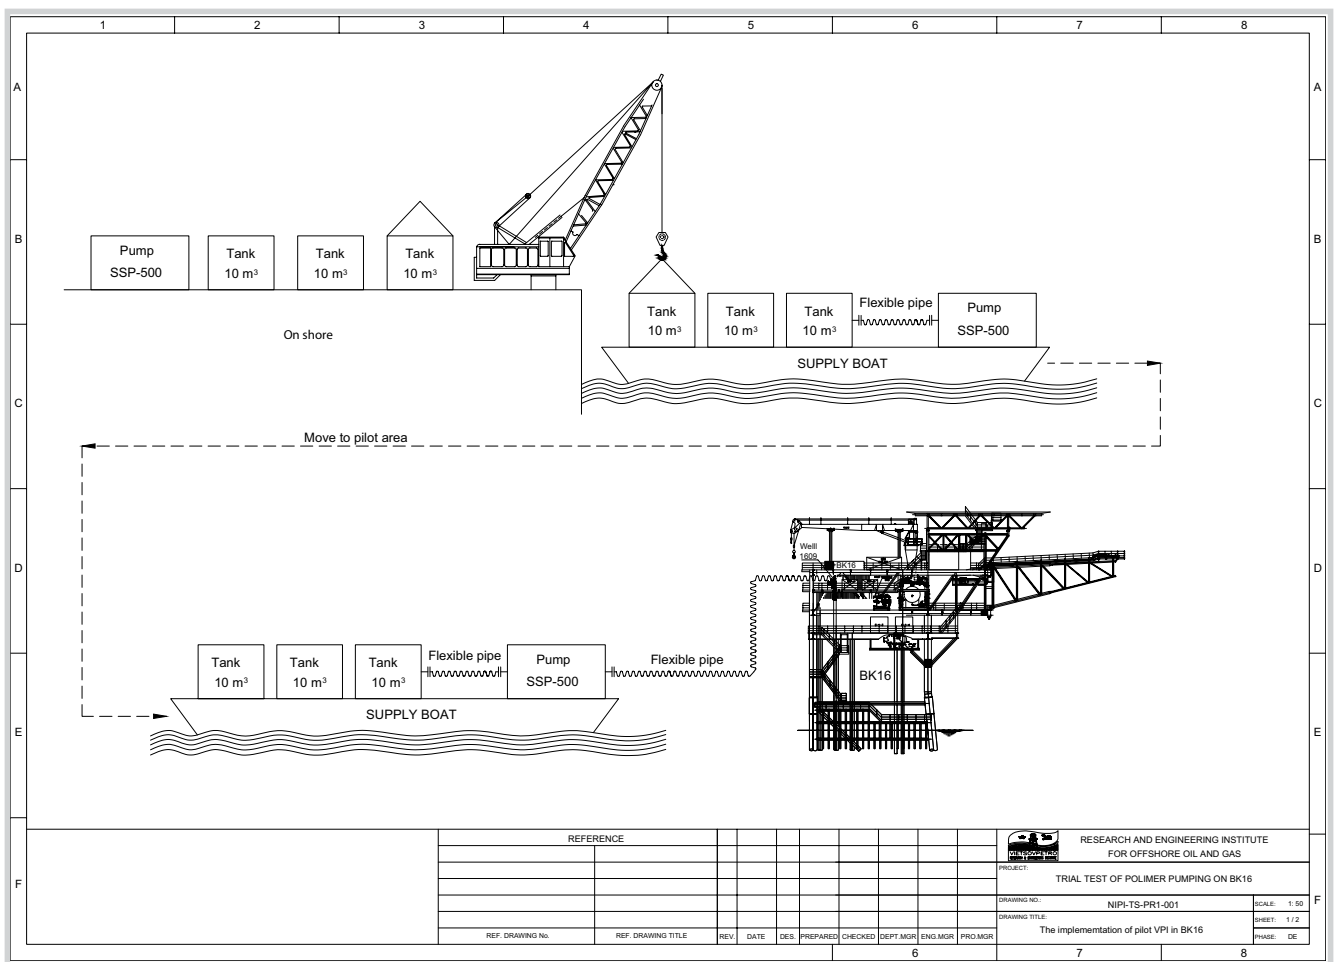 1 2 3 4 5 6 7 8
A A
B B
C C
D D
E E
F F
Pump
SSP-500
Tank
10 m³
Tank
10 m³
Tank
10 m³
On shore
Tank
10 m³
Tank
10 m³
Tank
10 m³
Flexible pipe
Pump
SSP-500
SUPPLY BOAT
Move to pilot area
Tank
10 m³
Tank
10 m³
Tank
10 m³
Flexible pipe
Pump
SSP-500
Flexible pipe
SUPPLY BOAT
Welll
1609
BK16
BK16
REFERENCE
REF. DRAWING No. REF. DRAWING TITLE REV. DATE DES. PREPARED CHECKED DEPT.MGR ENG.MGR PRO.MGR
VIETSOVPETRO
RESEARCH AND ENGINEERING INSTITUTE
FOR OFFSHORE OIL AND GAS
PROJECT:
TRIAL TEST OF POLIMER PUMPING ON BK16
DRAWING NO.: NIPI-TS-PR1-001 SCALE: 1: 50
DRAWING TITLE: SHEET: 1 / 2
The implememtation of pilot VPI in BK16
PHASE: DE
6 7 8